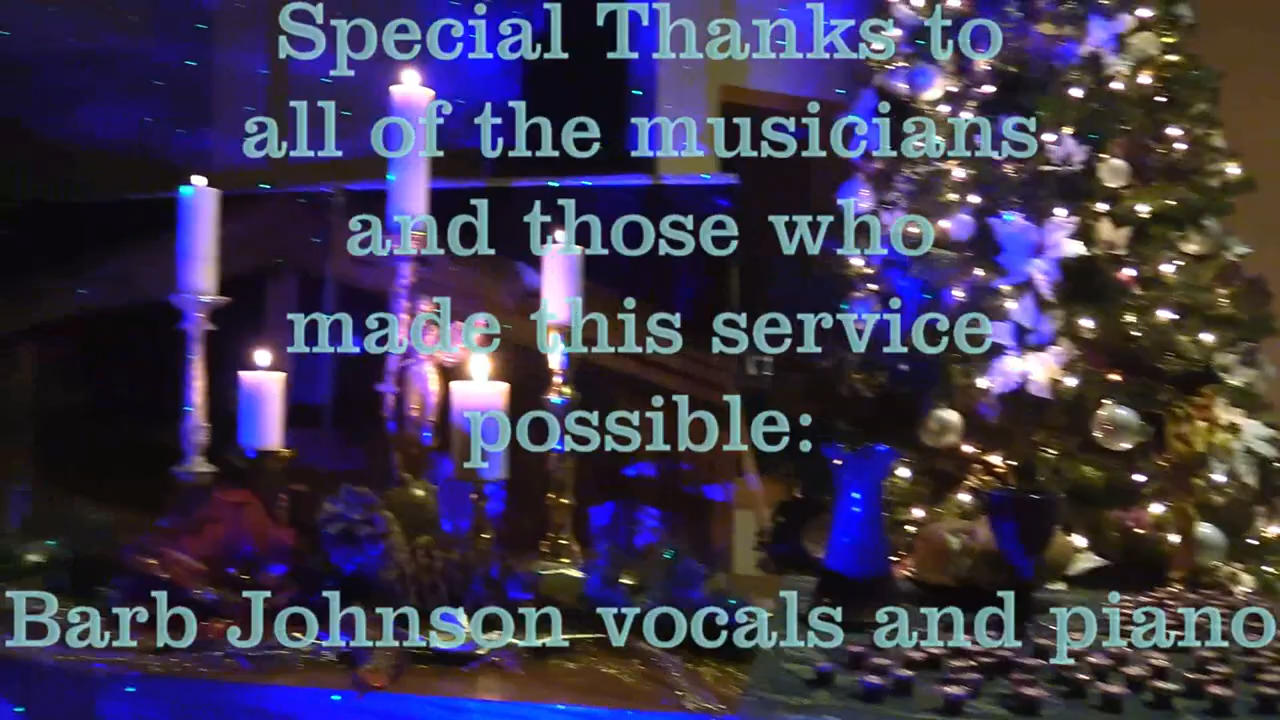 Special Thanks to
all of the musicians
and those who
made this service
possible:
Barb Johnson vocals and piano